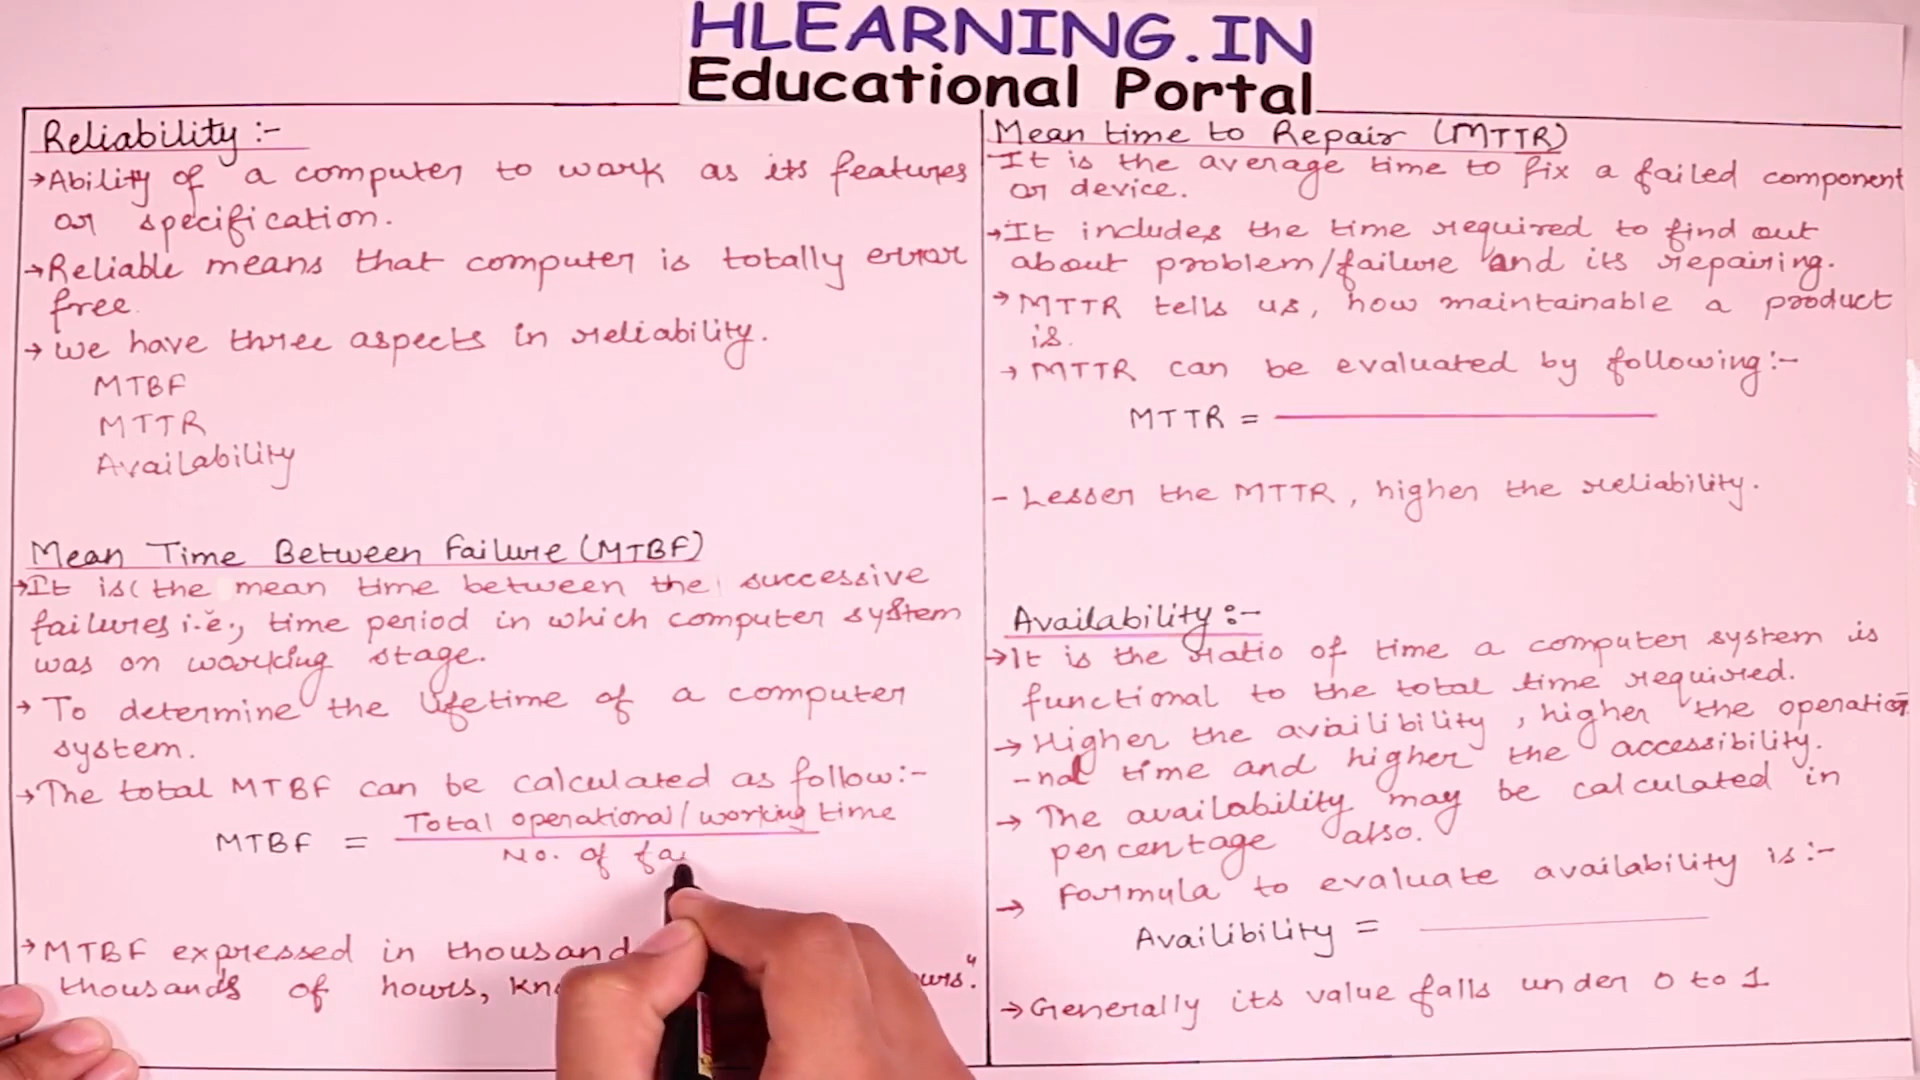 HLEARNING.IN
Educational Portal
Reliability :-
→Ability of a computer to work as its features
or specification.
→Reliable means that computer is totally error
free.
→ we have three aspects in reliability.
MTBF
MTTR
Availability
Mean Time Between Failure (MTBF)
→It is the mean time between the successive
failures i.e., time period in which computer system
was on working stage.
→ To determine the lifetime of a computer
system.
→The total MTBF can be calculated as follow:-
MTBF = Total operational/working time
No. of fa
→MTBF expressed in thousand
thousands of hours,
Mean time to Repair (MTTR)
→It is the average time to fix a failed component
or device.
→It includes the time required to find out
about problem/failure and its repairing.
→ MTTR tells us, how maintainable a product
is.
→ MTTR can be evaluated by following:-
MTTR =
- Lesser the MTTR, higher the reliability.
Availability :-
→It is the ratio of time a computer system is
functional to the total time required.
→ Higher the availibility, higher the operatio
-nal time and higher the accessibility.
→ The availability may be calculated in
percentage also.
→ Formula to evaluate availability is:-
Availibility =
→Generally its value falls under 0 to 1